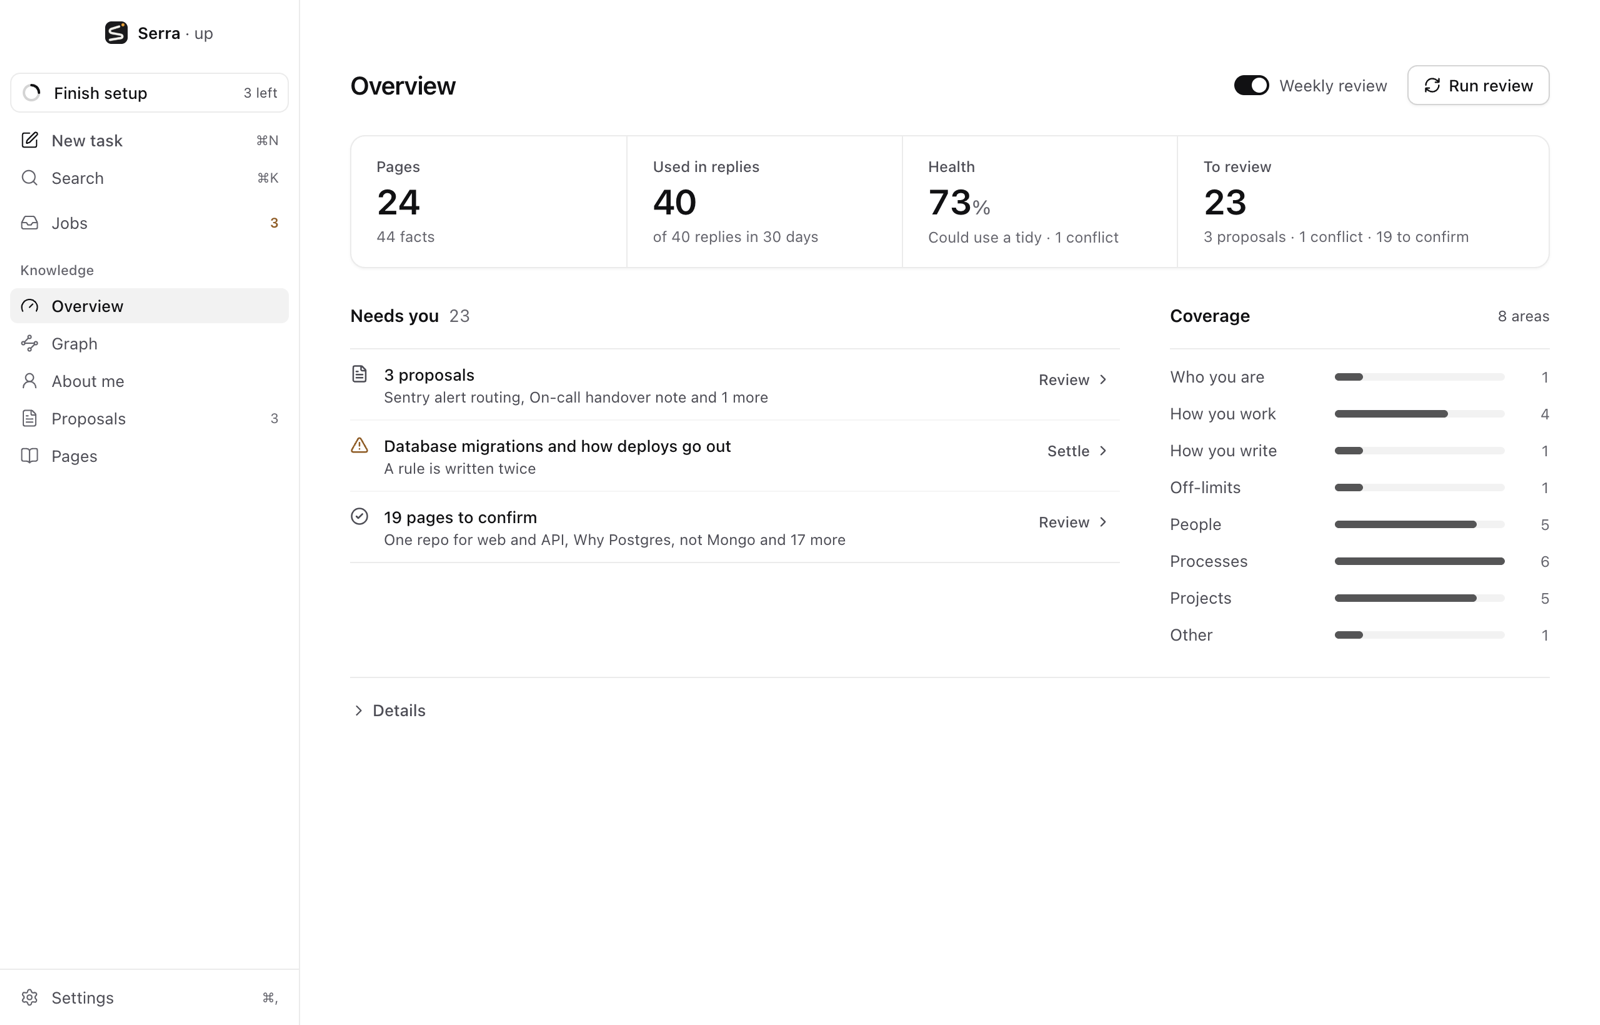 Serra · up
Finish setup 3 left
New task ⌘N
Search ⌘K
Jobs 3
Knowledge
Overview
Graph
About me
Proposals 3
Pages
Settings ⌘,
Overview
Weekly review
Run review
Pages
24
44 facts
Used in replies
40
of 40 replies in 30 days
Health
73%
Could use a tidy · 1 conflict
To review
23
3 proposals · 1 conflict · 19 to confirm
Needs you 23
3 proposals
Sentry alert routing, On-call handover note and 1 more
Review
Database migrations and how deploys go out
A rule is written twice
Settle
19 pages to confirm
One repo for web and API, Why Postgres, not Mongo and 17 more
Review
Coverage 8 areas
Who you are 1
How you work 4
How you write 1
Off-limits 1
People 5
Processes 6
Projects 5
Other 1
Details